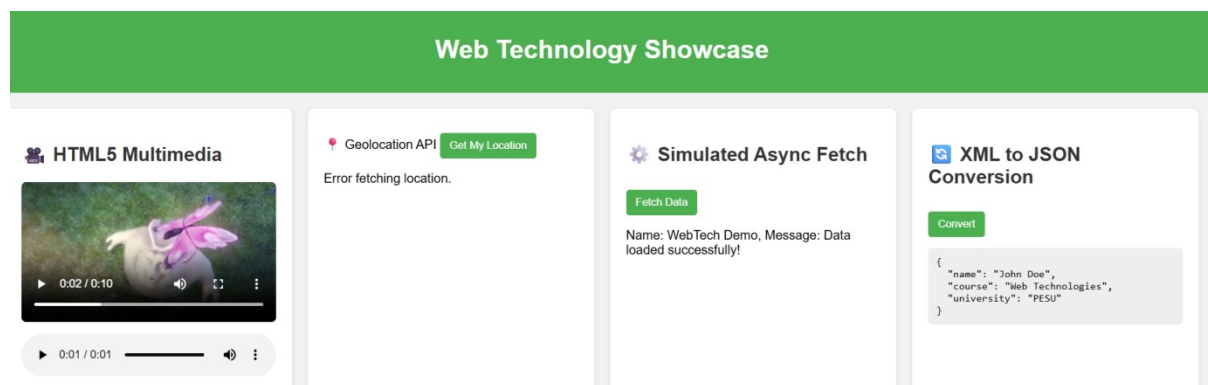 Web Technology Showcase
🎥 HTML5 Multimedia
0:02 / 0:10
0:01 / 0:01
📍 Geolocation API Get My Location
Error fetching location.
⚙️ Simulated Async Fetch
Fetch Data
Name: WebTech Demo, Message: Data
loaded successfully!
🔄 XML to JSON
Conversion
Convert
{
  "name": "John Doe",
  "course": "Web Technologies",
  "university": "PESU"
}